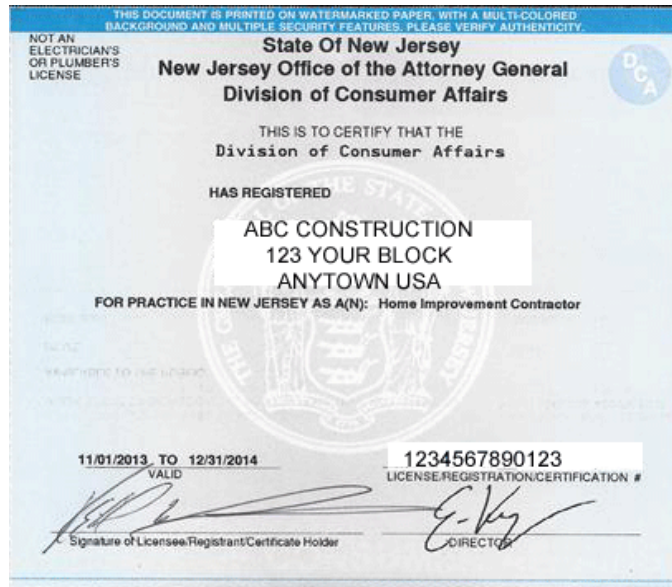 THIS DOCUMENT IS PRINTED ON WATERMARKED PAPER, WITH A MULTI-COLORED
BACKGROUND AND MULTIPLE SECURITY FEATURES. PLEASE VERIFY AUTHENTICITY.
NOT AN
ELECTRICIAN'S
OR PLUMBER'S
LICENSE
State Of New Jersey
New Jersey Office of the Attorney General
Division of Consumer Affairs
DCA
THIS IS TO CERTIFY THAT THE
Division of Consumer Affairs
HAS REGISTERED
ABC CONSTRUCTION
123 YOUR BLOCK
ANYTOWN USA
FOR PRACTICE IN NEW JERSEY AS A(N): Home Improvement Contractor
11/01/2013 TO 12/31/2014
VALID
1234567890123
LICENSE/REGISTRATION/CERTIFICATION #
Signature of Licensee/Registrant/Certificate Holder
DIRECTOR